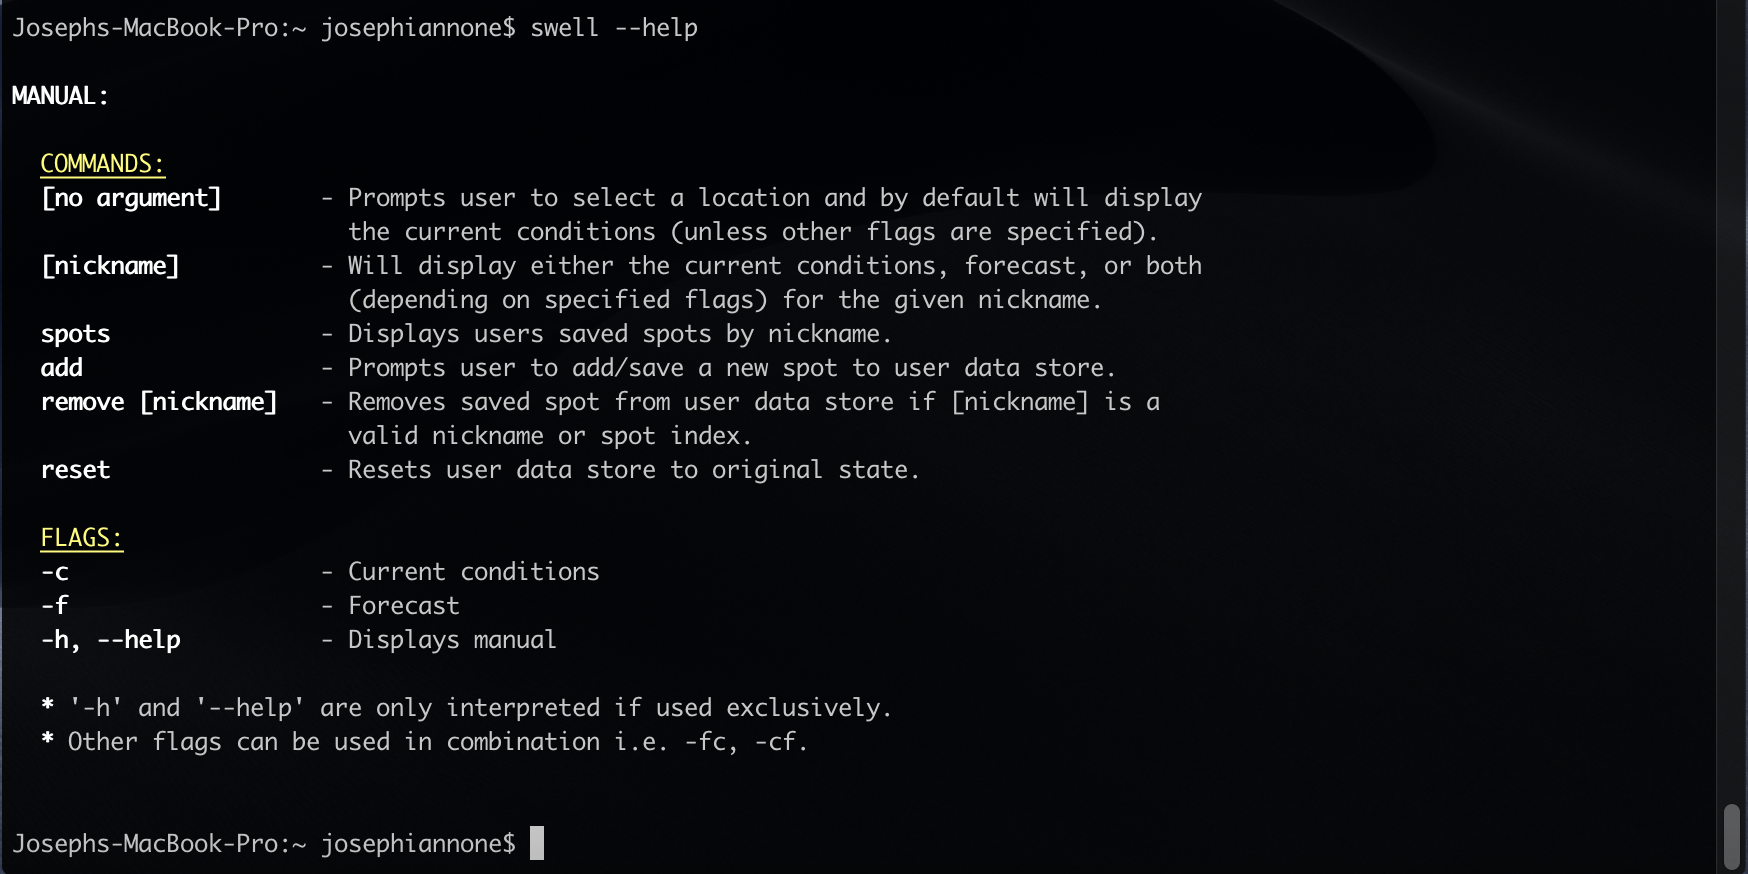 Josephs-MacBook-Pro:~ josephiannone$ swell --help
MANUAL:
COMMANDS:
[no argument] - Prompts user to select a location and by default will display
the current conditions (unless other flags are specified).
[nickname] - Will display either the current conditions, forecast, or both
(depending on specified flags) for the given nickname.
spots - Displays users saved spots by nickname.
add - Prompts user to add/save a new spot to user data store.
remove [nickname] - Removes saved spot from user data store if [nickname] is a
valid nickname or spot index.
reset - Resets user data store to original state.
FLAGS:
-c - Current conditions
-f - Forecast
-h, --help - Displays manual
* '-h' and '--help' are only interpreted if used exclusively.
* Other flags can be used in combination i.e. -fc, -cf.
Josephs-MacBook-Pro:~ josephiannone$